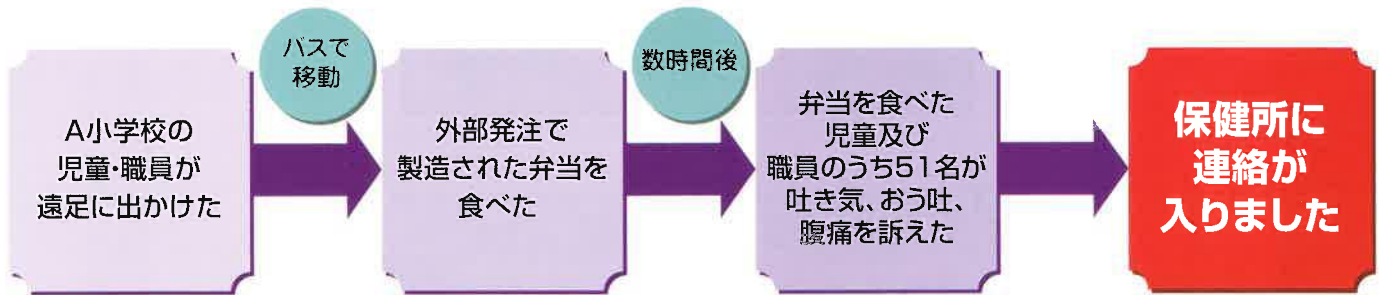 A小学校の
児童・職員が
遠足に出かけた
バスで
移動
外部発注で
製造された弁当を
食べた
数時間後
弁当を食べた
児童及び
職員のうち51名が
吐き気、おう吐、
腹痛を訴えた
保健所に
連絡が
入りました